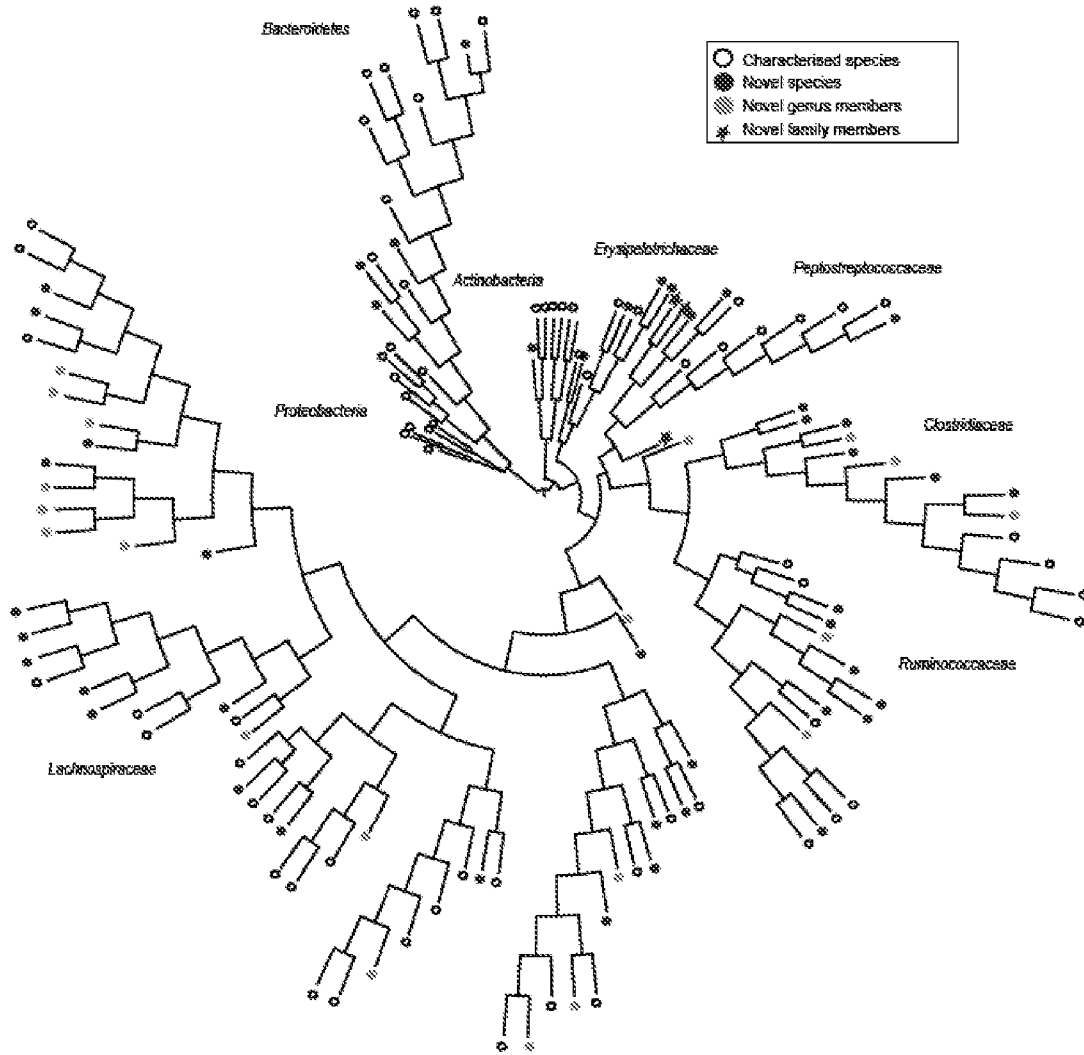 Bacteroidetes
Characterised species
Novel species
Novel genus members
Novel family members
Erysipelotrichaceae
Peptostreptococcaceae
Actinobacteria
Proteobacteria
Clostridiaceae
Ruminococcaceae
Lachnospiraceae